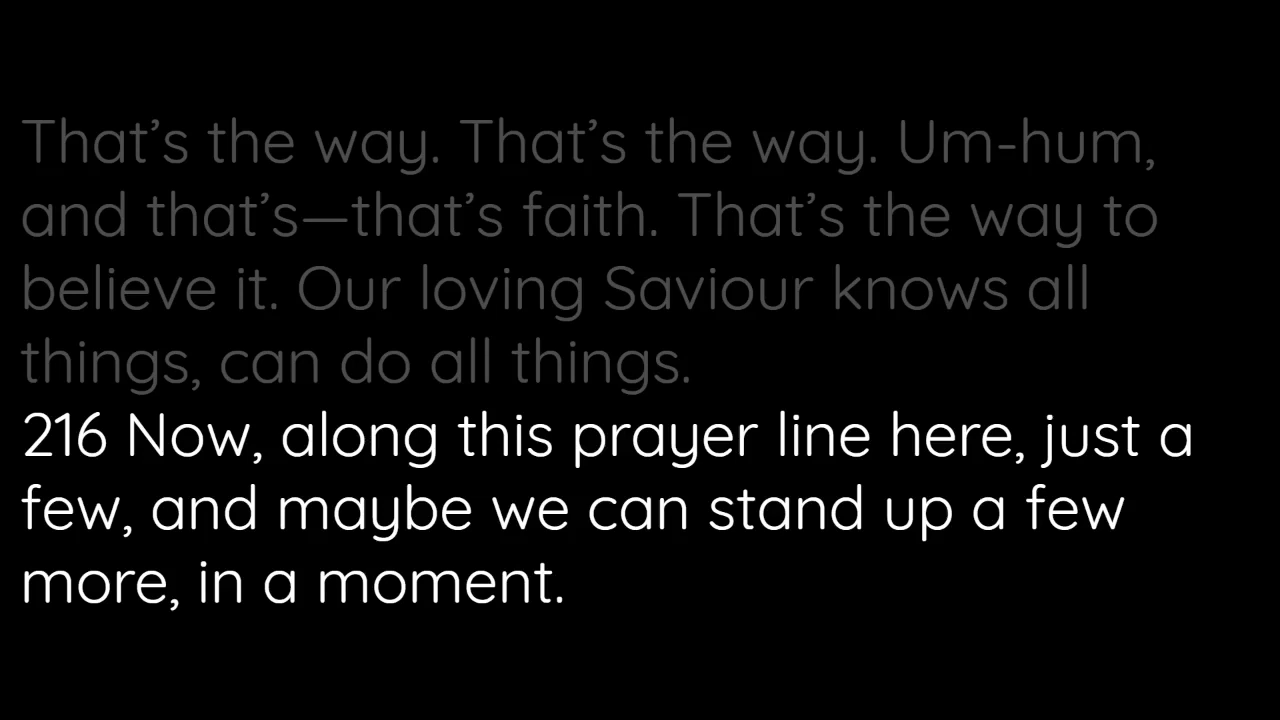 That’s the way. That’s the way. Um-hum,
and that’s—that’s faith. That’s the way to
believe it. Our loving Saviour knows all
things, can do all things.
216 Now, along this prayer line here, just a
few, and maybe we can stand up a few
more, in a moment.